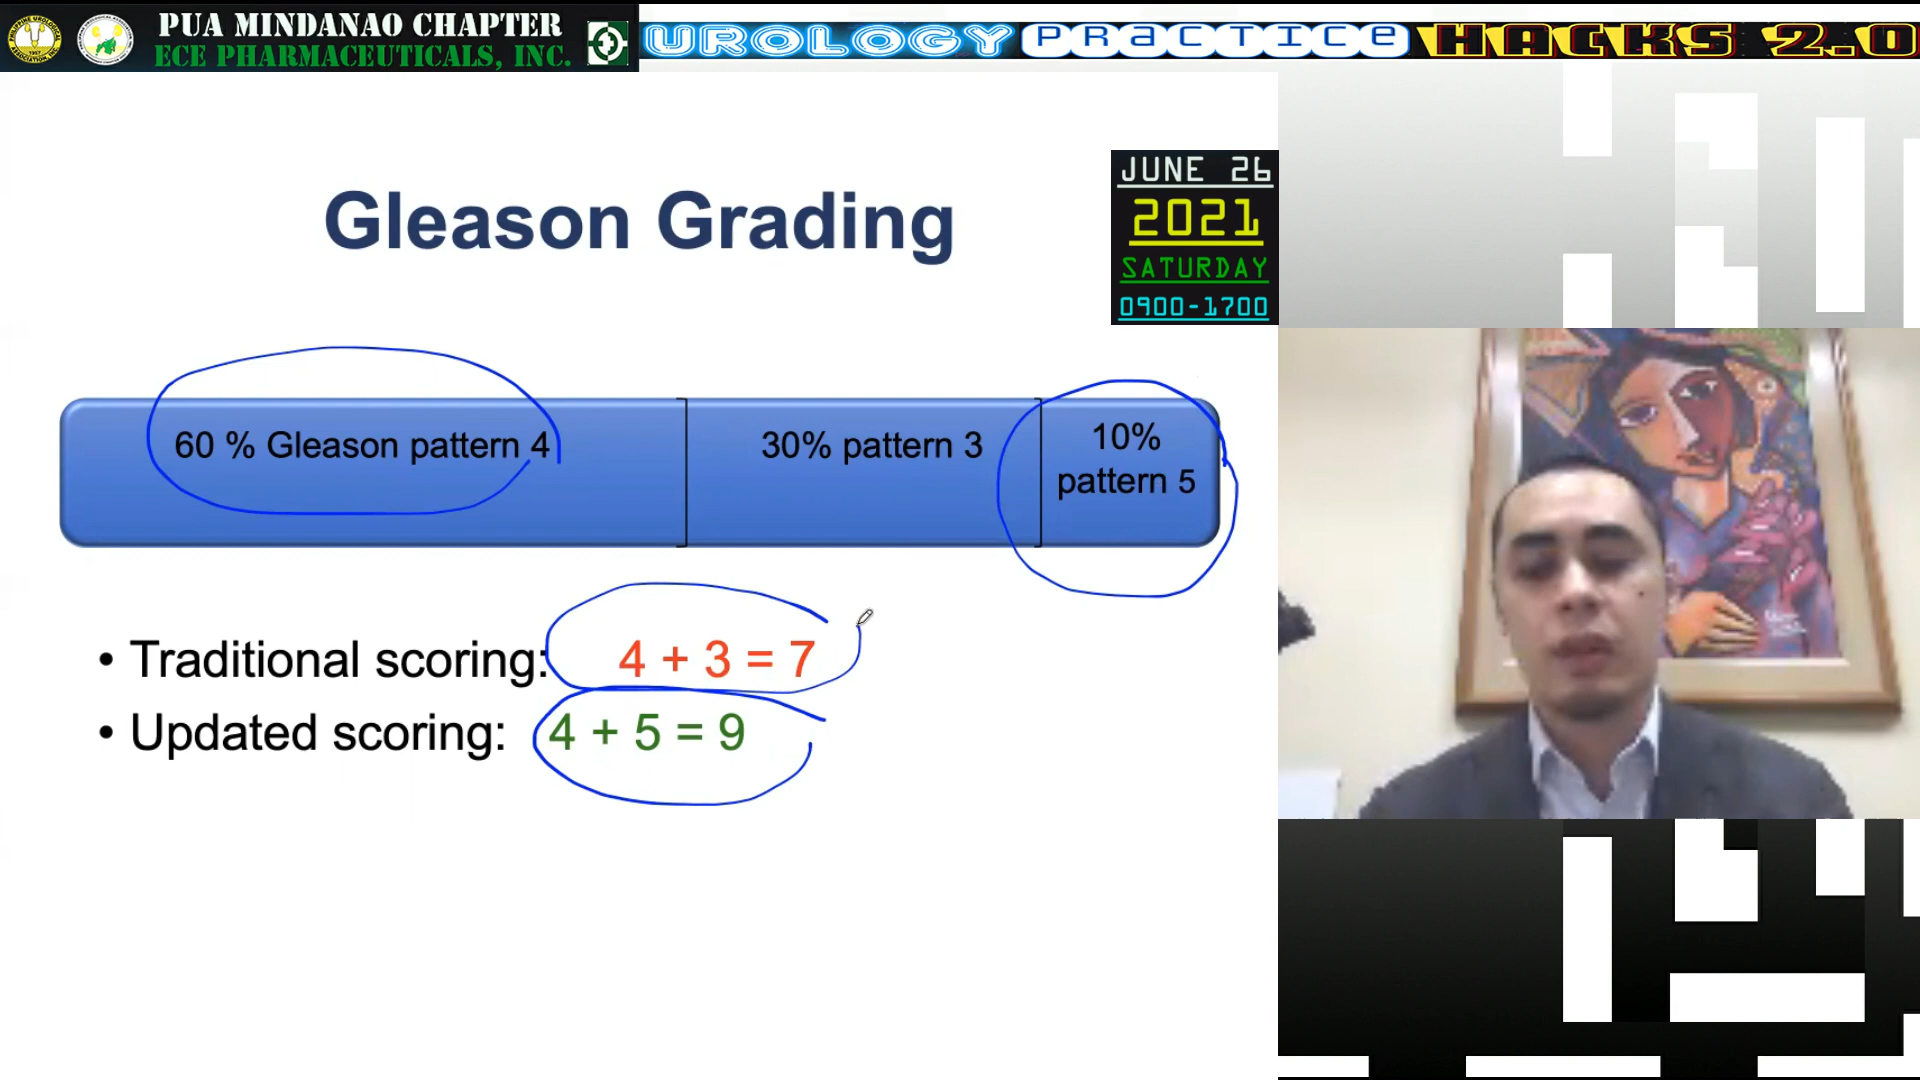 PUA MINDANAO CHAPTER
ECE PHARMACEUTICALS, INC.
UROLOGY PRACTICE HACKS 2.0
Gleason Grading
JUNE 26
2021
SATURDAY
0900-1700
60 % Gleason pattern 4
30% pattern 3
10%
pattern 5
• Traditional scoring: 4 + 3 = 7
• Updated scoring: 4 + 5 = 9